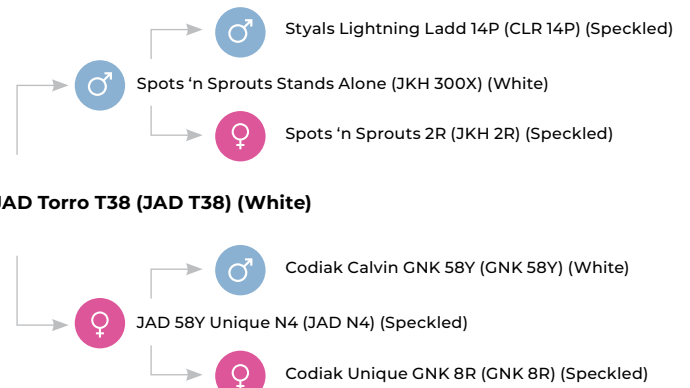 Styals Lightning Ladd 14P (CLR 14P) (Speckled)
Spots ‘n Sprouts Stands Alone (JKH 300X) (White)
Spots ‘n Sprouts 2R (JKH 2R) (Speckled)
JAD Torro T38 (JAD T38) (White)
Codiak Calvin GNK 58Y (GNK 58Y) (White)
JAD 58Y Unique N4 (JAD N4) (Speckled)
Codiak Unique GNK 8R (GNK 8R) (Speckled)